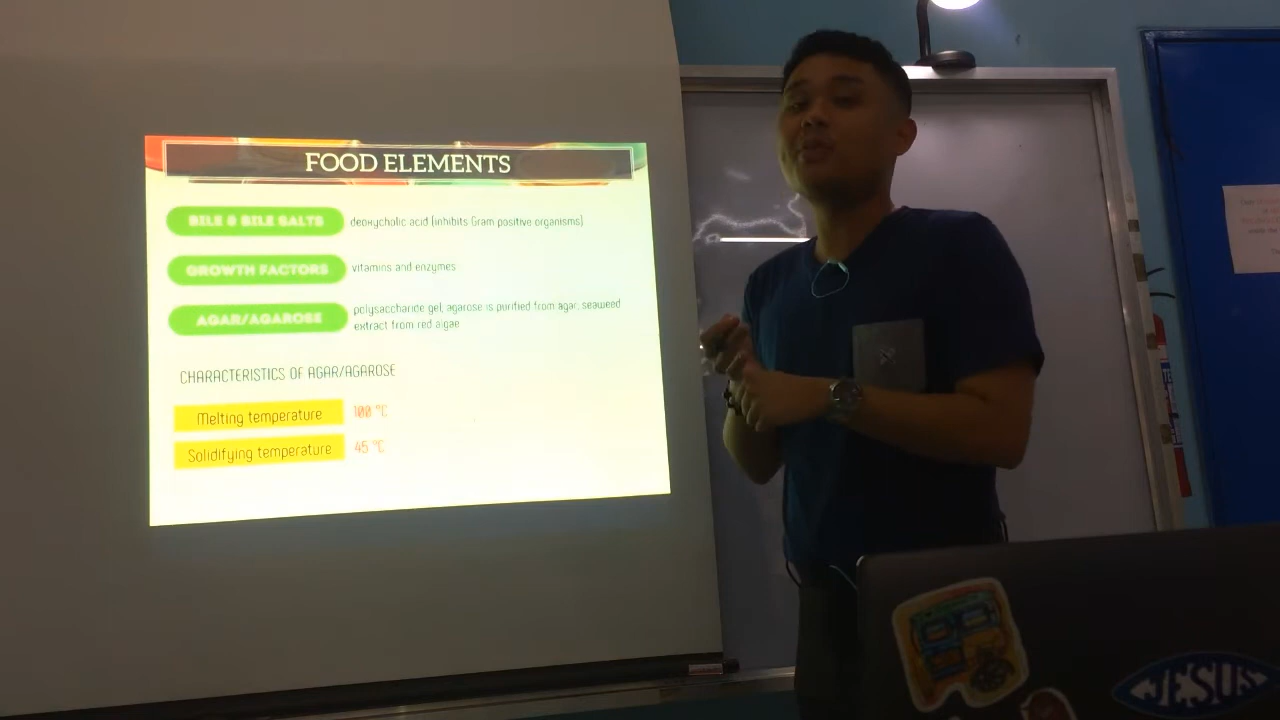 FOOD ELEMENTS
BILE & BILE SALTS
deoxycholic acid (inhibits Gram positive organisms)
GROWTH FACTORS
vitamins and enzymes
AGAR/AGAROSE
polysaccharide gel, agarose is purified from agar; seaweed
extract from red algae
CHARACTERISTICS OF AGAR/AGAROSE
Melting temperature
100 °C
Solidifying temperature
45 °C
JESUS